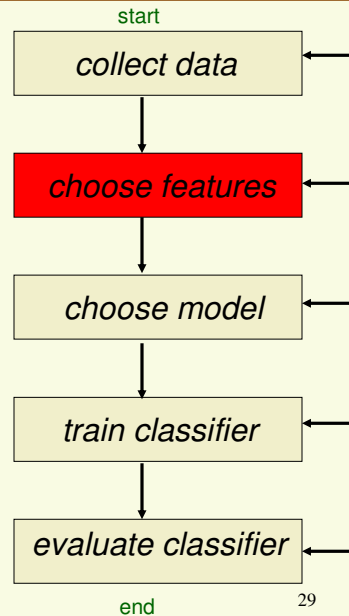 start
collect data
choose features
choose model
train classifier
evaluate classifier
end
29